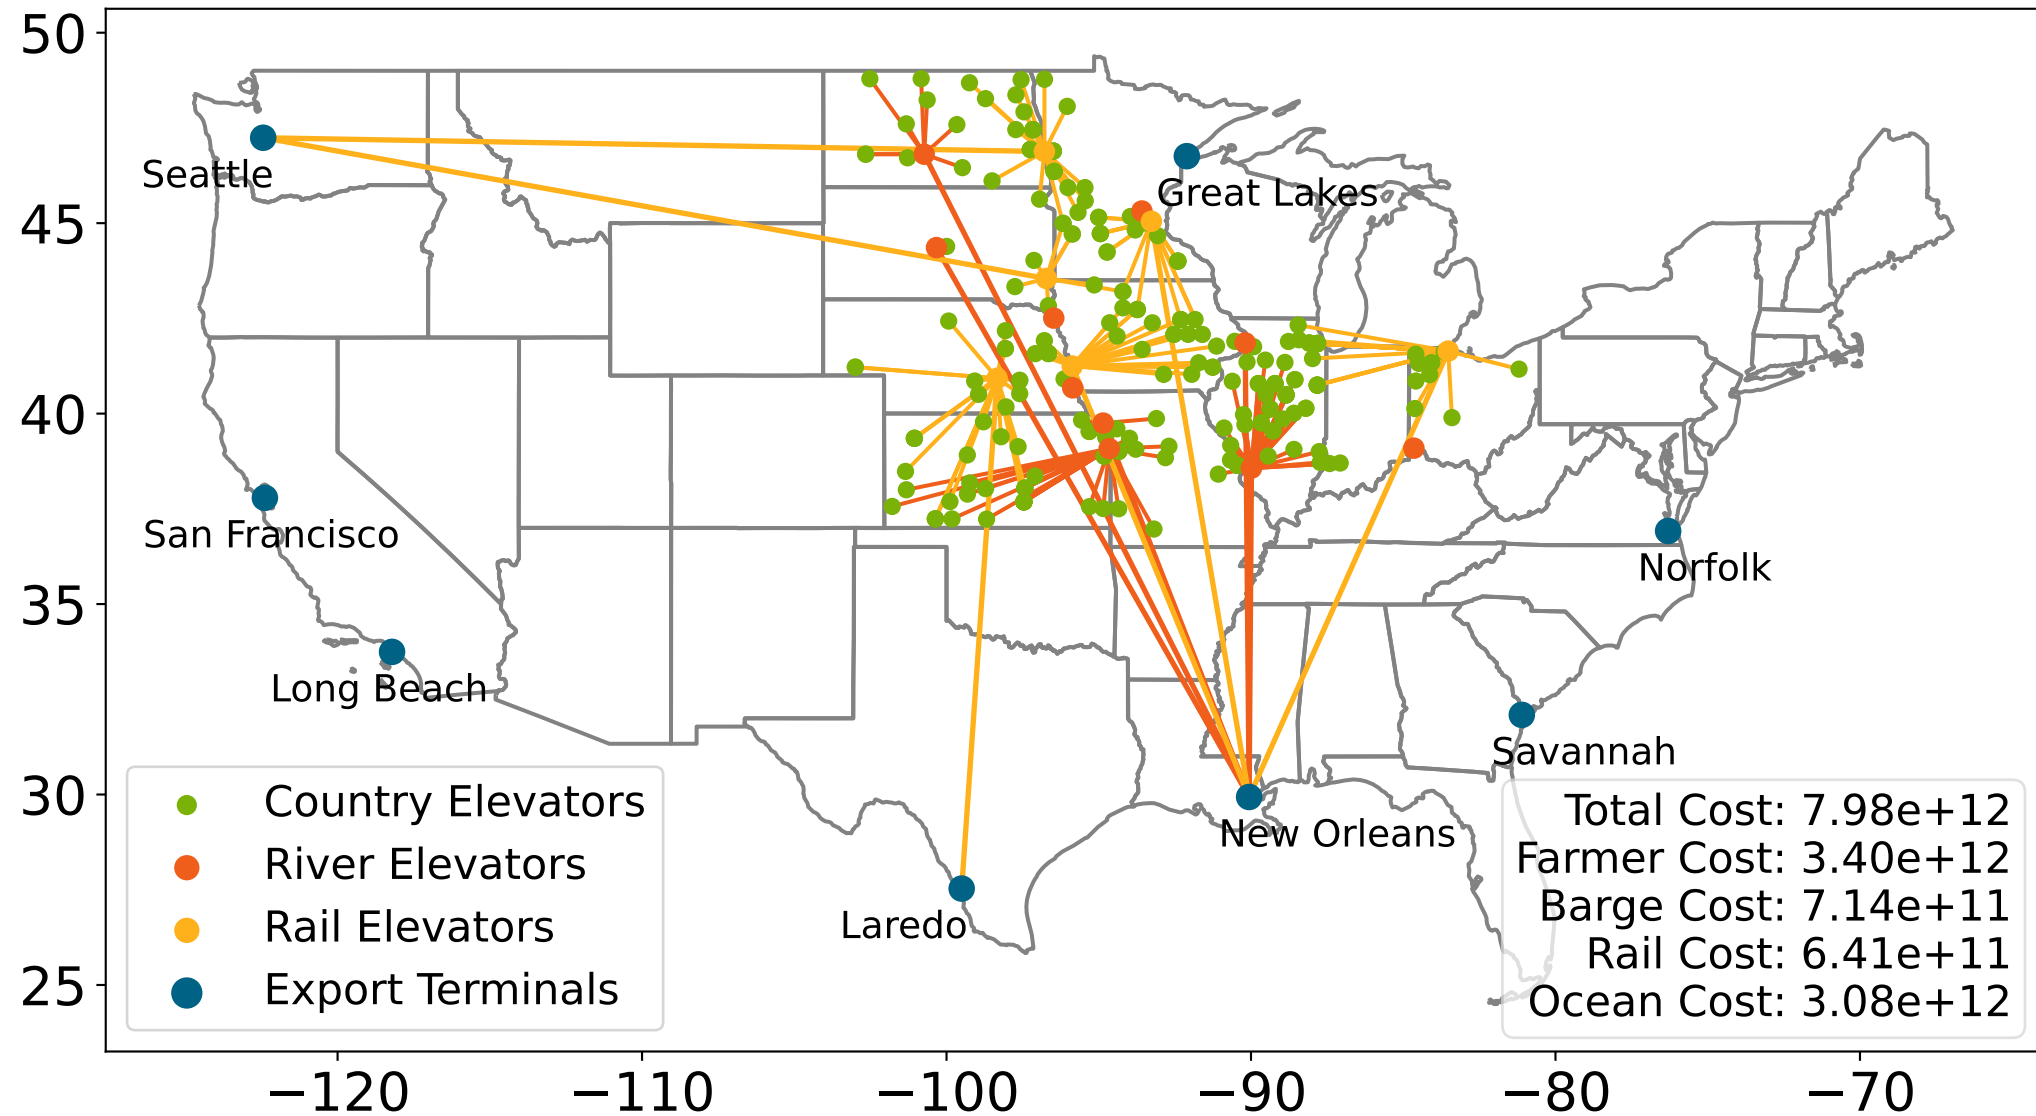 50
45
40
35
30
25
Seattle
Great Lakes
San Francisco
Norfolk
Long Beach
Savannah
New Orleans
Laredo
Country Elevators
River Elevators
Rail Elevators
Export Terminals
Total Cost: 7.98e+12
Farmer Cost: 3.40e+12
Barge Cost: 7.14e+11
Rail Cost: 6.41e+11
Ocean Cost: 3.08e+12
−120 −110 −100 −90 −80 −70